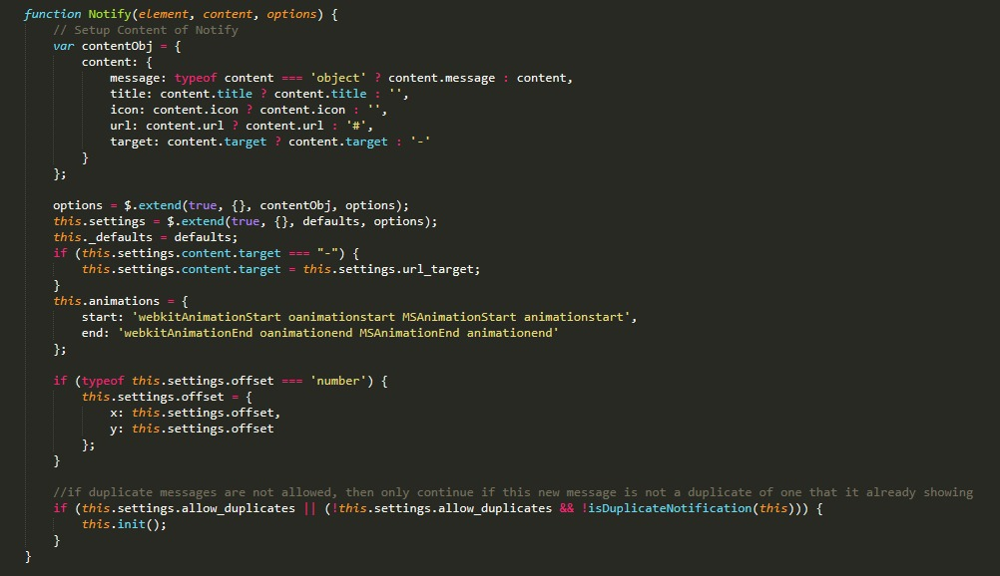 function Notify(element, content, options) {
    // Setup Content of Notify
    var contentObj = {
        content: {
            message: typeof content === 'object' ? content.message : content,
            title: content.title ? content.title : '',
            icon: content.icon ? content.icon : '',
            url: content.url ? content.url : '#',
            target: content.target ? content.target : '-'
        }
    };

    options = $.extend(true, {}, contentObj, options);
    this.settings = $.extend(true, {}, defaults, options);
    this._defaults = defaults;
    if (this.settings.content.target === "-") {
        this.settings.content.target = this.settings.url_target;
    }
    this.animations = {
        start: 'webkitAnimationStart oanimationstart MSAnimationStart animationstart',
        end: 'webkitAnimationEnd oanimationend MSAnimationEnd animationend'
    };

    if (typeof this.settings.offset === 'number') {
        this.settings.offset = {
            x: this.settings.offset,
            y: this.settings.offset
        };
    }

    //if duplicate messages are not allowed, then only continue if this new message is not a duplicate of one that it already showing
    if (this.settings.allow_duplicates || (!this.settings.allow_duplicates && !isDuplicateNotification(this))) {
        this.init();
    }
}